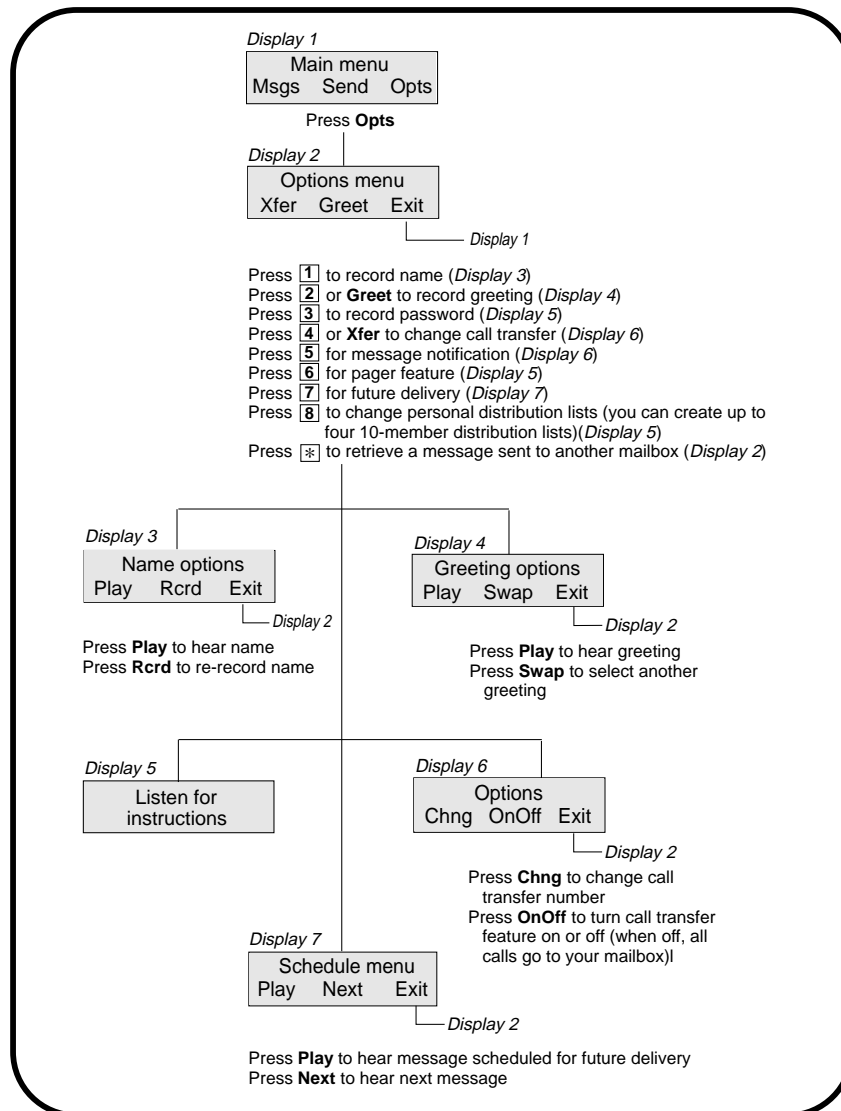 Display 1
Main menu
Msgs Send Opts
Press Opts
Display 2
Options menu
Xfer Greet Exit
Display 1
Press 1 to record name (Display 3)
Press 2 or Greet to record greeting (Display 4)
Press 3 to record password (Display 5)
Press 4 or Xfer to change call transfer (Display 6)
Press 5 for message notification (Display 6)
Press 6 for pager feature (Display 5)
Press 7 for future delivery (Display 7)
Press 8 to change personal distribution lists (you can create up to
four 10-member distribution lists)(Display 5)
Press * to retrieve a message sent to another mailbox (Display 2)
Display 3
Name options
Play Rcrd Exit
Display 2
Press Play to hear name
Press Rcrd to re-record name
Display 4
Greeting options
Play Swap Exit
Display 2
Press Play to hear greeting
Press Swap to select another
greeting
Display 5
Listen for
instructions
Display 6
Options
Chng OnOff Exit
Display 2
Press Chng to change call
transfer number
Press OnOff to turn call transfer
feature on or off (when off, all
calls go to your mailbox)l
Display 7
Schedule menu
Play Next Exit
Display 2
Press Play to hear message scheduled for future delivery
Press Next to hear next message